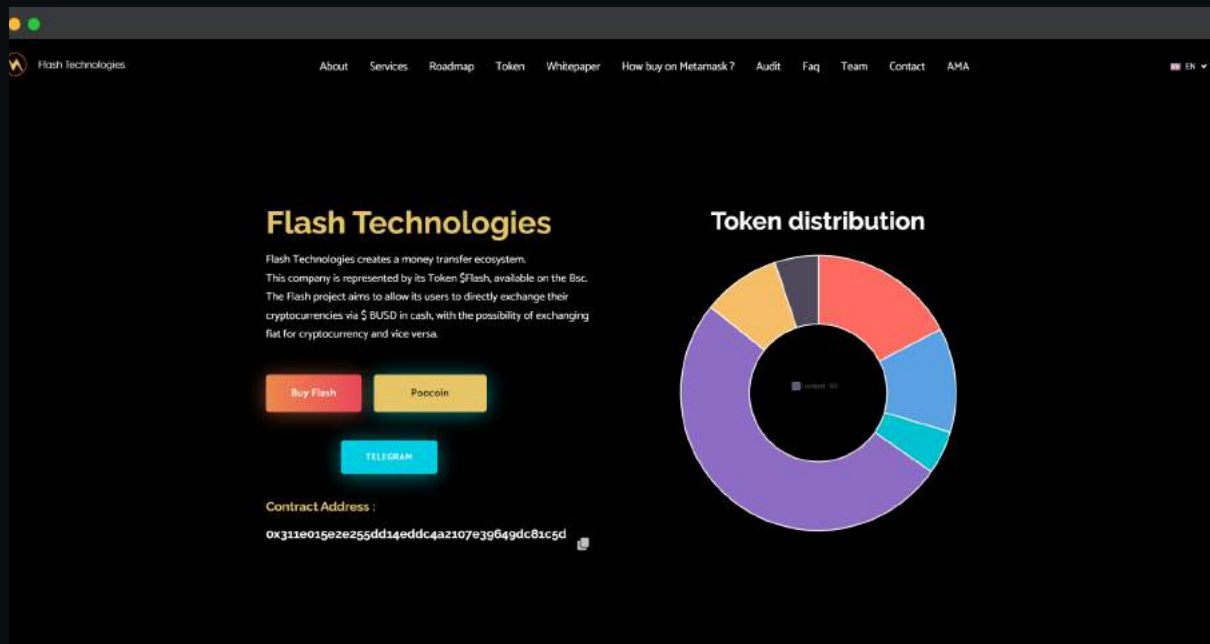 Flash Technologies
About Services Roadmap Token Whitepaper How buy on Metamask ? Audit Faq Team Contact AMA
EN
Flash Technologies
Flash Technologies creates a money transfer ecosystem.
This company is represented by its Token $Flash, available on the Bsc.
The Flash project aims to allow its users to directly exchange their
cryptocurrencies via $ BUSD in cash, with the possibility of exchanging
fiat for cryptocurrency and vice versa.
Buy Flash Poocoin
TELEGRAM
Contract Address :
0x311e015e2e255dd14eddc4a2107e39649dc81c5d
Token distribution